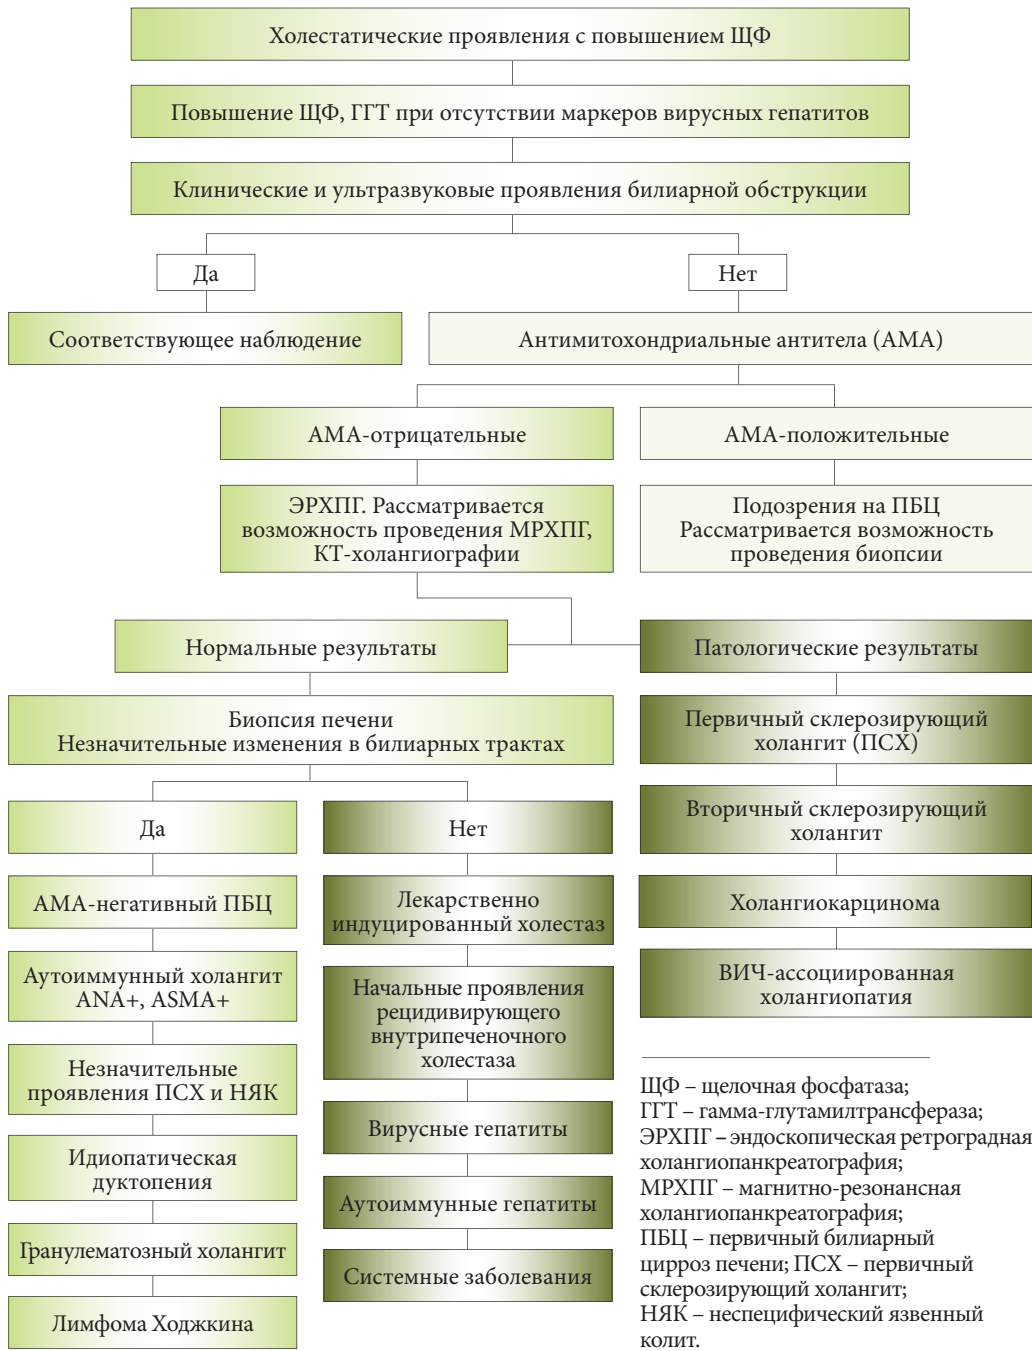 Холестатические проявления с повышением ЩФ
Повышение ЩФ, ГГТ при отсутствии маркеров вирусных гепатитов
Клинические и ультразвуковые проявления билиарной обструкции
Да
Нет
Соответствующее наблюдение
Антимитохондриальные антитела (АМА)
АМА-отрицательные
АМА-положительные
ЭРХПГ. Рассматривается
возможность проведения МРХПГ,
КТ-холангиографии
Подозрения на ПБЦ
Рассматривается возможность
проведения биопсии
Нормальные результаты
Патологические результаты
Биопсия печени
Незначительные изменения в билиарных трактах
Да
АМА-негативный ПБЦ
Аутоиммунный холангит
ANA+, ASMA+
Незначительные
проявления ПСХ и НЯК
Идиопатическая
дуктопения
Гранулематозный холангит
Лимфома Ходжкина
Нет
Лекарственно
индуцированный холестаз
Начальные проявления
рецидивирующего
внутрипеченочного
холестаза
Вирусные гепатиты
Аутоиммунные гепатиты
Системные заболевания
Первичный склерозирующий
холангит (ПСХ)
Вторичный склерозирующий
холангит
Холангиокарцинома
ВИЧ-ассоциированная
холангиопатия
ЩФ – щелочная фосфатаза;
ГГТ – гамма-глутамилтрансфераза;
ЭРХПГ – эндоскопическая ретроградная
холангиопанкреатография;
МРХПГ – магнитно-резонансная
холангиопанкреатография;
ПБЦ – первичный билиарный
цирроз печени; ПСХ – первичный
склерозирующий холангит;
НЯК – неспецифический язвенный
колит.